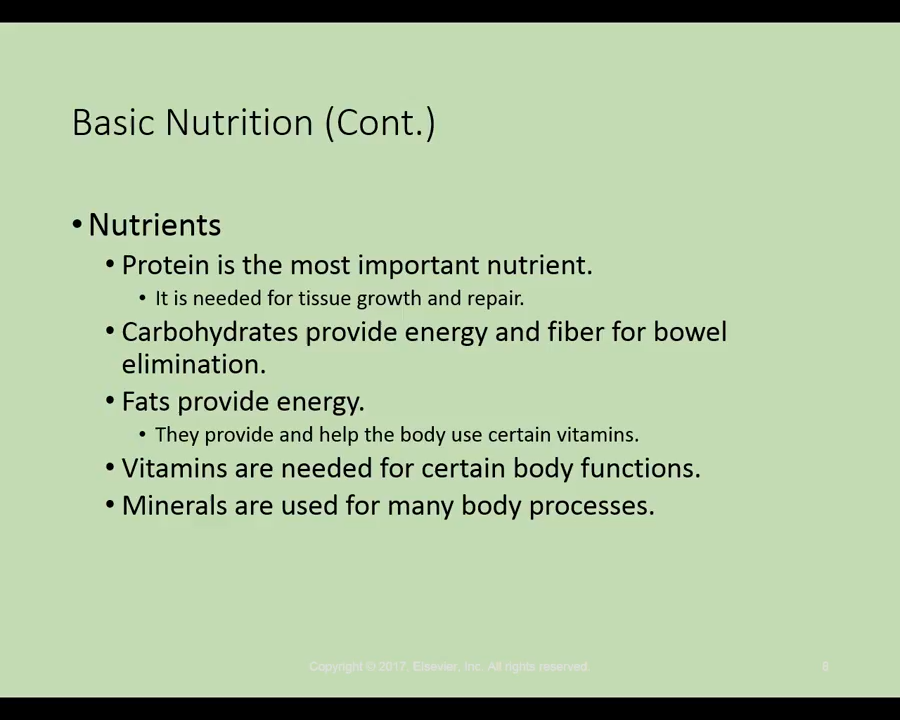 Basic Nutrition (Cont.)
• Nutrients
• Protein is the most important nutrient.
• It is needed for tissue growth and repair.
• Carbohydrates provide energy and fiber for bowel
elimination.
• Fats provide energy.
• They provide and help the body use certain vitamins.
• Vitamins are needed for certain body functions.
• Minerals are used for many body processes.
Copyright © 2017, Elsevier, Inc. All rights reserved.
6